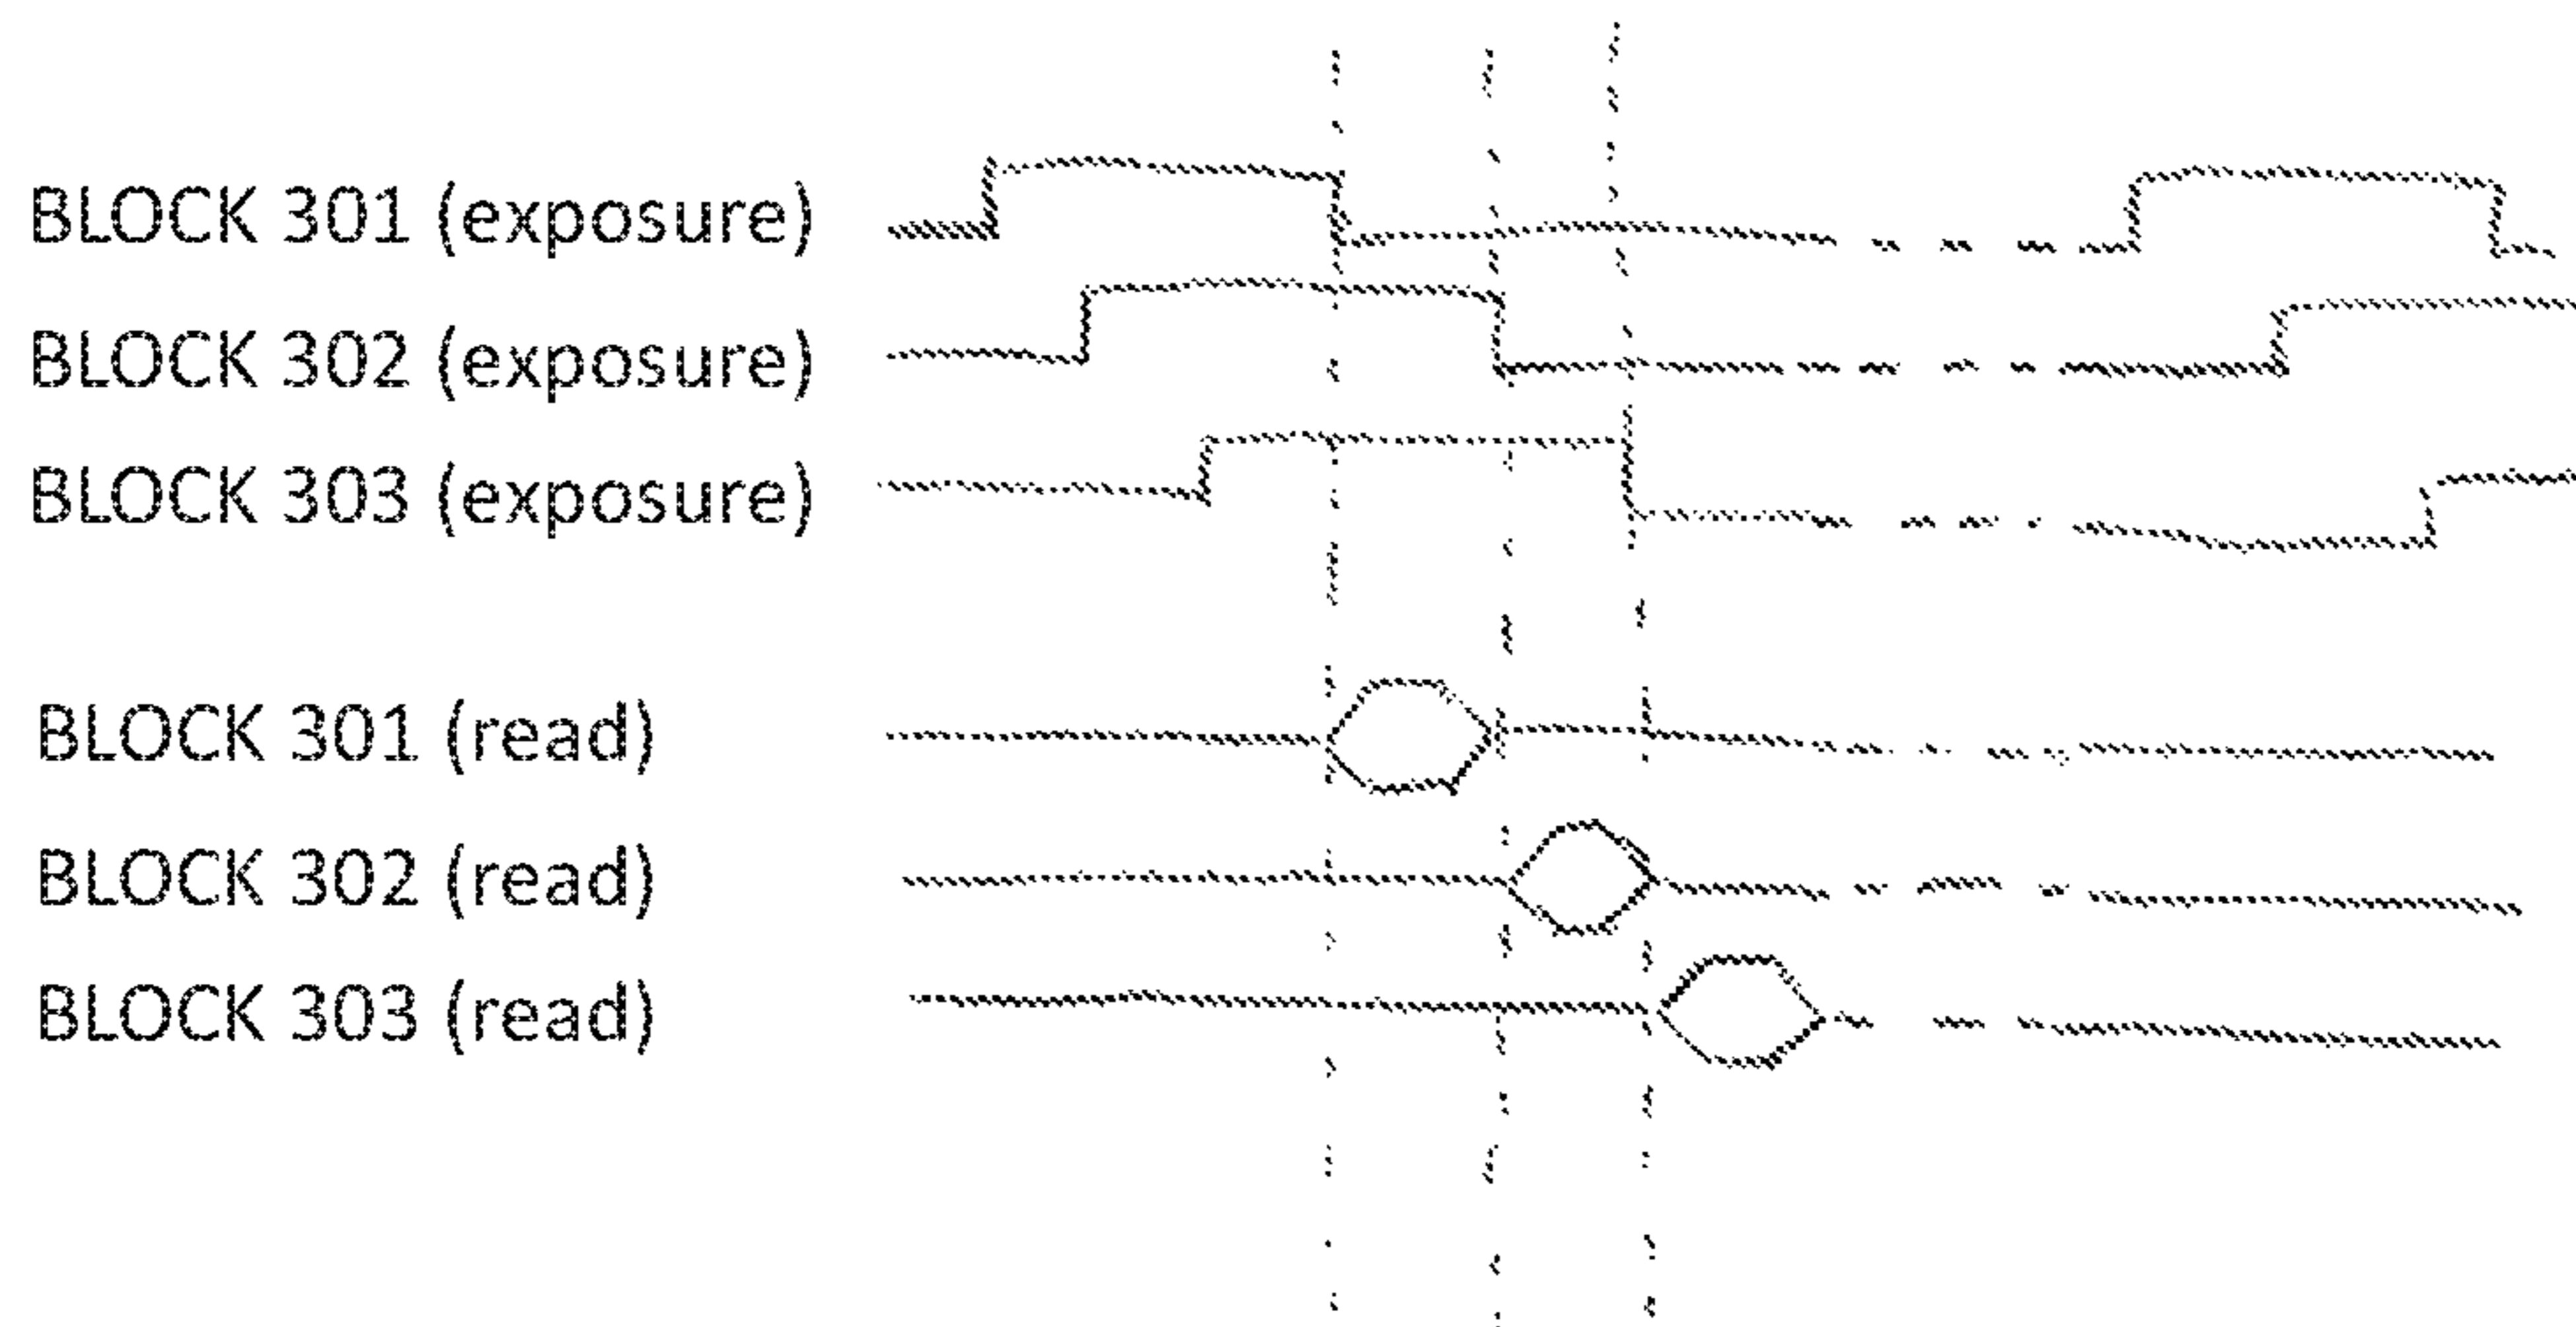 BLOCK 301 (exposure)
BLOCK 302 (exposure)
BLOCK 303 (exposure)
BLOCK 301 (read)
BLOCK 302 (read)
BLOCK 303 (read)